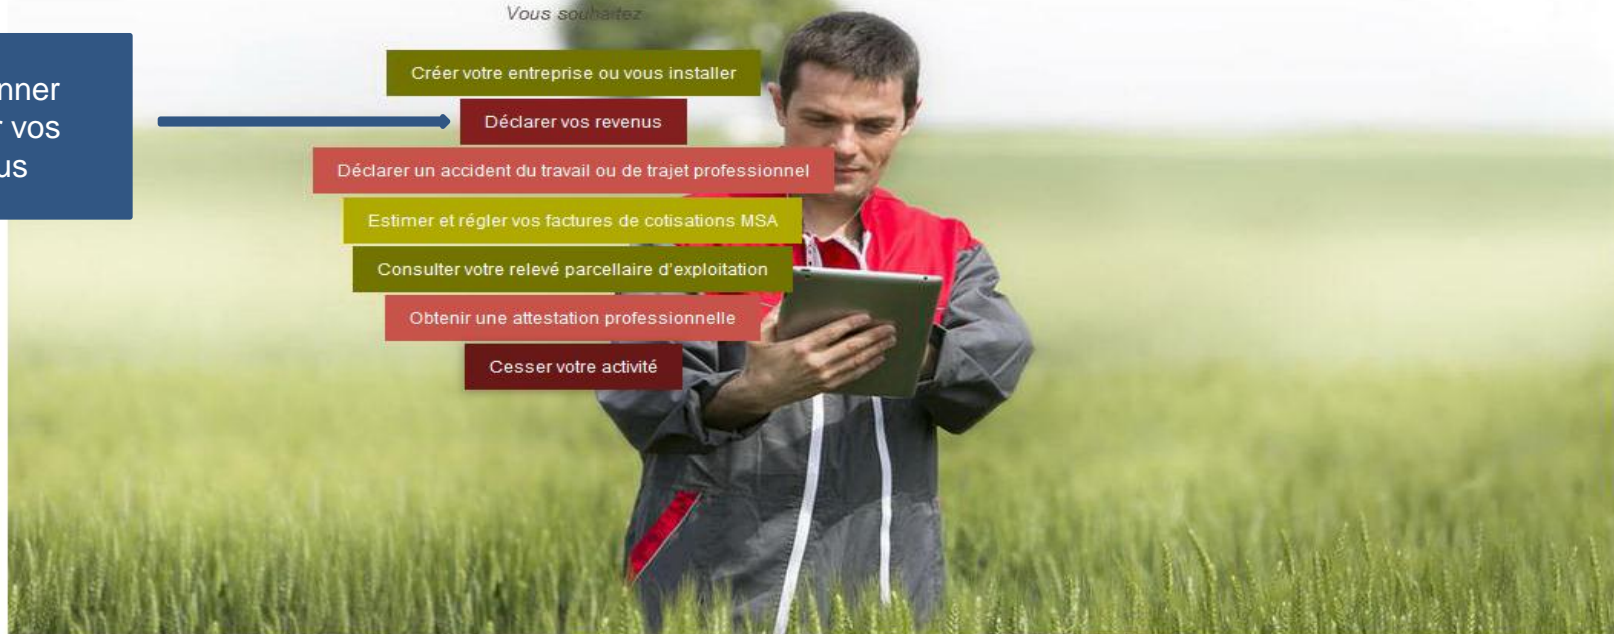 Vous souhaitez
nner
r vos
us
Créer votre entreprise ou vous installer
Déclarer vos revenus
Déclarer un accident du travail ou de trajet professionnel
Estimer et régler vos factures de cotisations MSA
Consulter votre relevé parcellaire d'exploitation
Obtenir une attestation professionnelle
Cesser votre activité